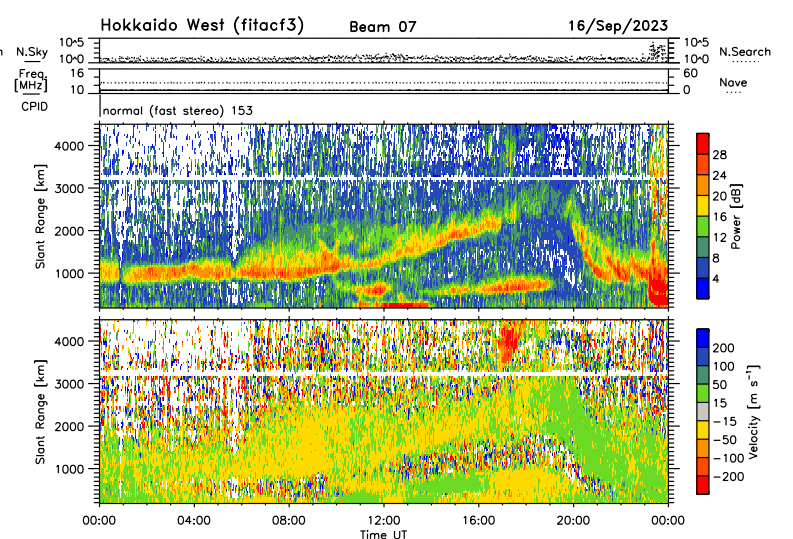 Hokkaido West (fitacf3) Beam 07 16/Sep/2023
N.Sky 10^5 10^5 N.Search
10^0 10^0
Freq. 16 60 Nave
[MHz] 10 0
CPID normal (fast stereo) 153
Slant Range [km]
4000
3000
2000
1000
28
24
20
16
12
8
4
Power [dB]
Slant Range [km]
4000
3000
2000
1000
200
100
50
15
-15
-50
-100
-200
Velocity [m s^-1]
00:00 04:00 08:00 12:00 16:00 20:00 00:00
Time UT